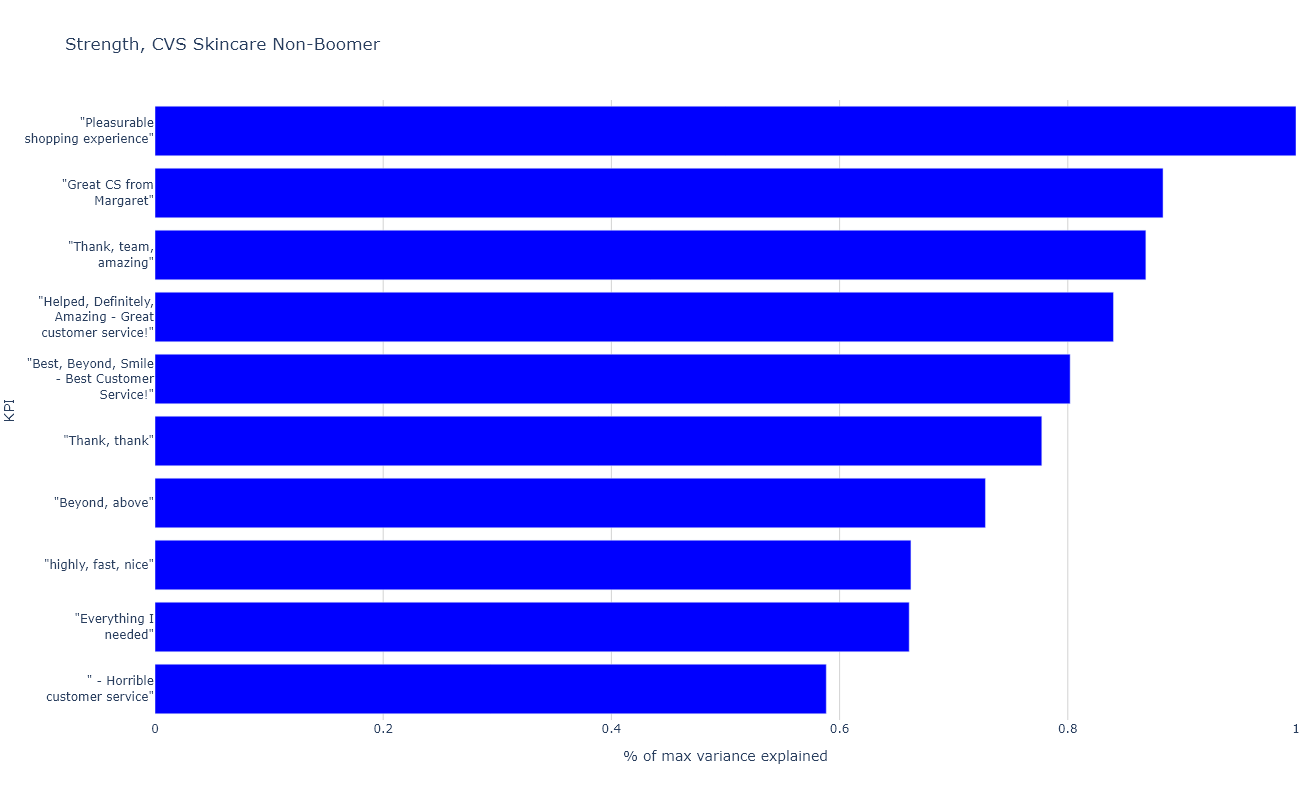 Strength, CVS Skincare Non-Boomer
"Pleasurable
shopping experience"
"Great CS from
Margaret"
"Thank, team,
amazing"
"Helped, Definitely,
Amazing - Great
customer service!"
"Best, Beyond, Smile
- Best Customer
Service!"
"Thank, thank"
"Beyond, above"
"highly, fast, nice"
"Everything I
needed"
" - Horrible
customer service"
KPI
0 0.2 0.4 0.6 0.8 1
% of max variance explained